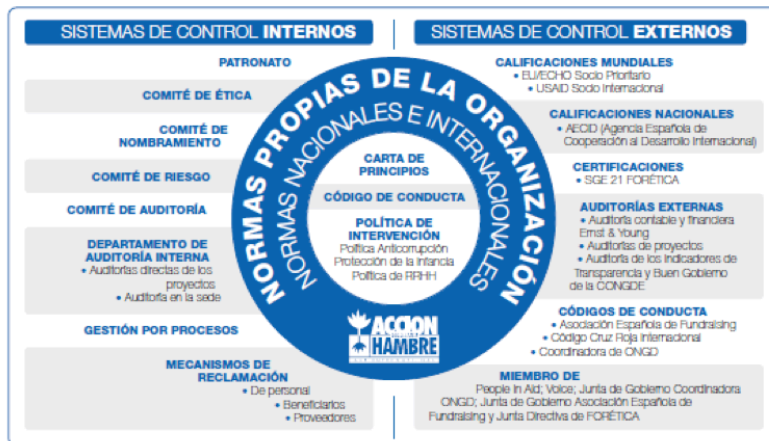 SISTEMAS DE CONTROL INTERNOS
PATRONATO
COMITÉ DE ÉTICA
COMITÉ DE
NOMBRAMIENTO
COMITÉ DE RIESGO
COMITÉ DE AUDITORÍA
DEPARTAMENTO DE
AUDITORÍA INTERNA
• Auditorías directas de los
proyectos
• Auditoría en la sede
GESTIÓN POR PROCESOS
MECANISMOS DE
RECLAMACIÓN
• De personal
• Beneficiarios
• Proveedores
NORMAS PROPIAS DE LA ORGANIZACIÓN
NORMAS NACIONALES E INTERNACIONALES
CARTA DE
PRINCIPIOS
CÓDIGO DE CONDUCTA
POLÍTICA DE
INTERVENCIÓN
Política Anticorrupción
Protección de la Infancia
Política de RRHH
ACCION
HAMBRE
SISTEMAS DE CONTROL EXTERNOS
CALIFICACIONES MUNDIALES
• EU/ECHO Socio Prioritario
• USAID Socio Internacional
CALIFICACIONES NACIONALES
• AECID (Agencia Española de
Cooperación al Desarrollo Internacional)
CERTIFICACIONES
• SGE 21 FORÉTICA
AUDITORÍAS EXTERNAS
• Auditoría contable y financiera
Ernst & Young
• Auditorías de proyectos
• Auditoría de los Indicadores de
Transparencia y Buen Gobierno
de la CONGDE
CÓDIGOS DE CONDUCTA
• Asociación Española de Fundraising
• Código Cruz Roja Internacional
• Coordinadora de ONGD
MIEMBRO DE
People In Aid; Voice; Junta de Gobierno Coordinadora
ONGD; Junta de Gobierno Asociación Española de
Fundraising y Junta Directiva de FORÉTICA